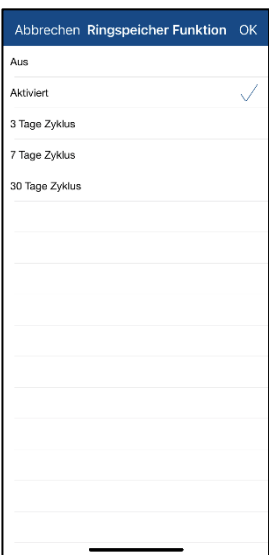 Abbrechen Ringspeicher Funktion OK
Aus
Aktiviert
3 Tage Zyklus
7 Tage Zyklus
30 Tage Zyklus